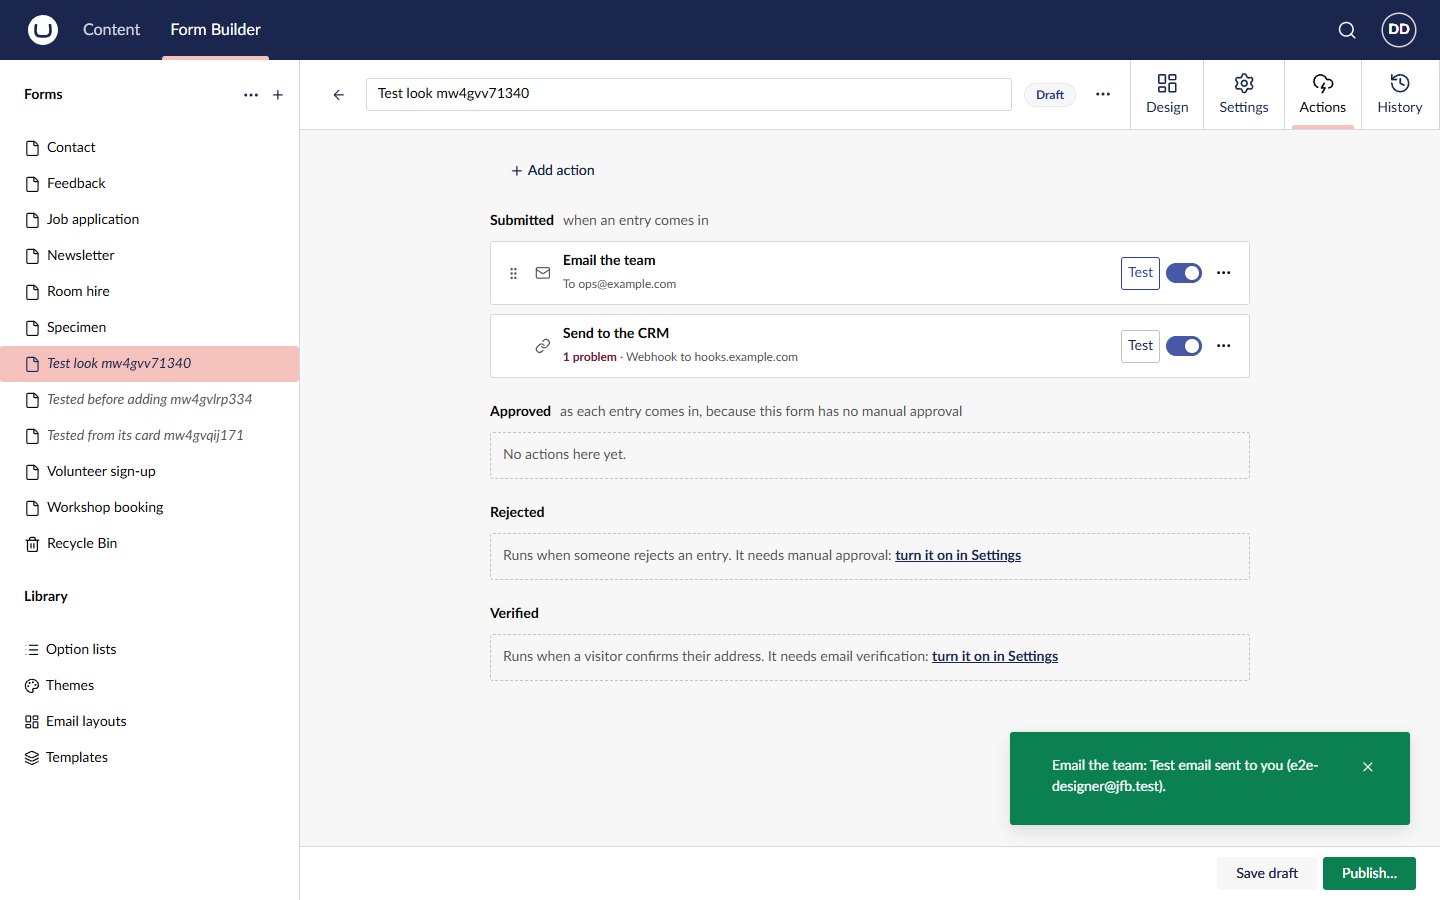 Content
Form Builder
DD
Forms
Test look mw4gvv71340
Draft
Design
Settings
Actions
History
Contact
Feedback
Job application
Newsletter
Room hire
Specimen
Test look mw4gvv71340
Tested before adding mw4gvlrp334
Tested from its card mw4gvqij171
Volunteer sign-up
Workshop booking
Recycle Bin
Library
Option lists
Themes
Email layouts
Templates
+ Add action
Submitted when an entry comes in
Email the team
To ops@example.com
Test
Send to the CRM
1 problem · Webhook to hooks.example.com
Test
Approved as each entry comes in, because this form has no manual approval
No actions here yet.
Rejected
Runs when someone rejects an entry. It needs manual approval: turn it on in Settings
Verified
Runs when a visitor confirms their address. It needs email verification: turn it on in Settings
Email the team: Test email sent to you (e2e-
designer@jfb.test).
Save draft
Publish...